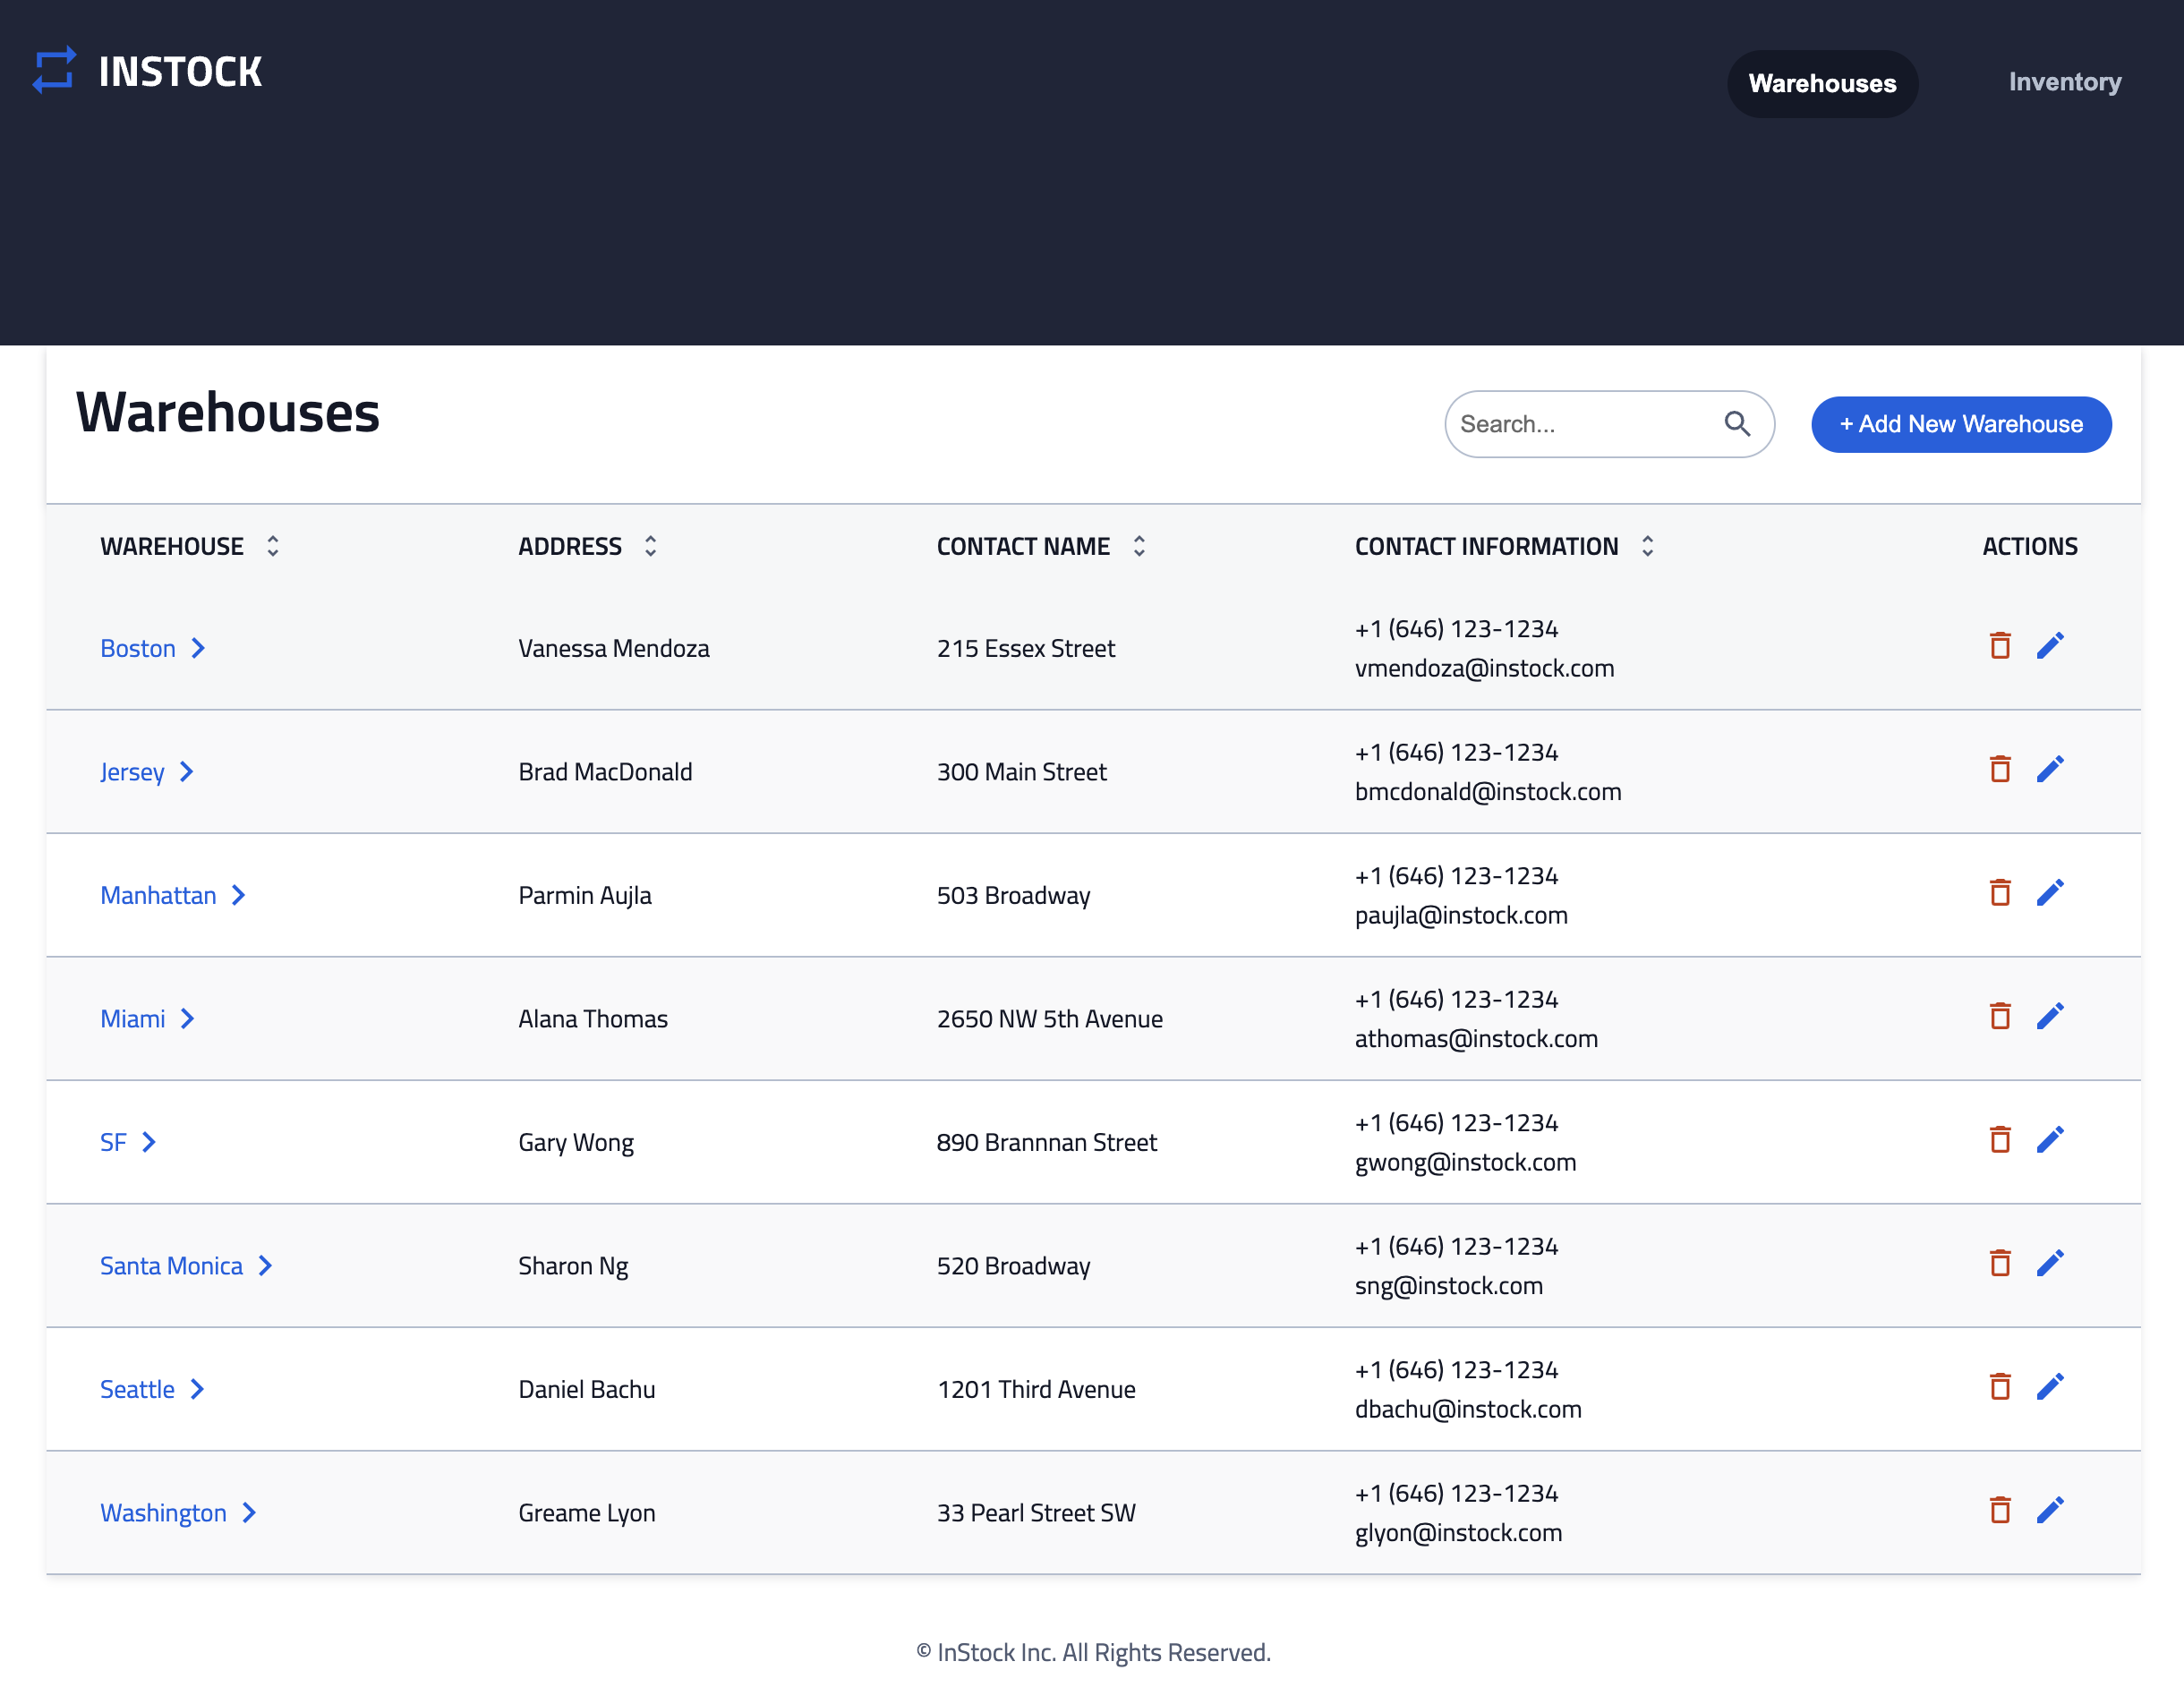 INSTOCK
Warehouses
Inventory
Warehouses
Search...
+ Add New Warehouse
WAREHOUSE ADDRESS CONTACT NAME CONTACT INFORMATION ACTIONS
Boston Vanessa Mendoza 215 Essex Street +1 (646) 123-1234
vmendoza@instock.com
Jersey Brad MacDonald 300 Main Street +1 (646) 123-1234
bmcdonald@instock.com
Manhattan Parmin Aujla 503 Broadway +1 (646) 123-1234
paujla@instock.com
Miami Alana Thomas 2650 NW 5th Avenue +1 (646) 123-1234
athomas@instock.com
SF Gary Wong 890 Brannnan Street +1 (646) 123-1234
gwong@instock.com
Santa Monica Sharon Ng 520 Broadway +1 (646) 123-1234
sng@instock.com
Seattle Daniel Bachu 1201 Third Avenue +1 (646) 123-1234
dbachu@instock.com
Washington Greame Lyon 33 Pearl Street SW +1 (646) 123-1234
glyon@instock.com
© InStock Inc. All Rights Reserved.